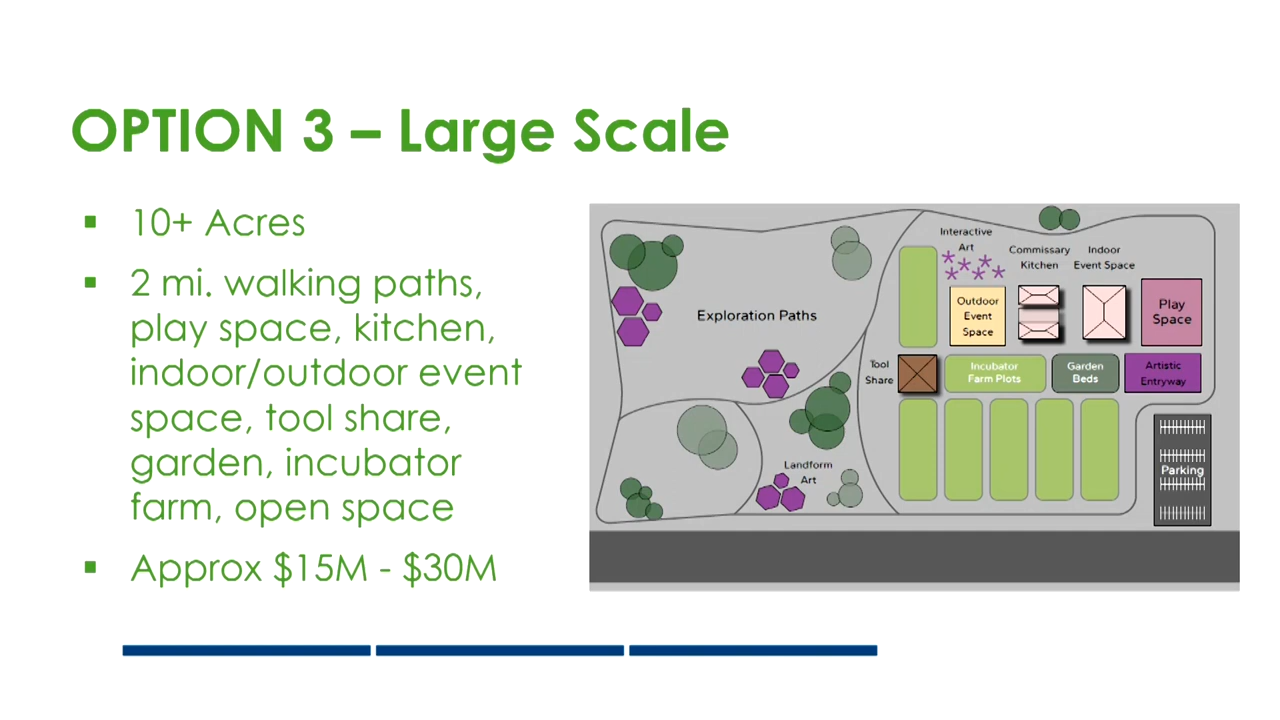 OPTION 3 – Large Scale
▪ 10+ Acres
▪ 2 mi. walking paths,
play space, kitchen,
indoor/outdoor event
space, tool share,
garden, incubator
farm, open space
▪ Approx $15M - $30M
Interactive
Art
Commissary
Kitchen
Indoor
Event Space
Exploration Paths
Outdoor
Event
Space
Play
Space
Tool
Share
Incubator
Farm Plots
Garden
Beds
Artistic
Entryway
Landform
Art
Parking